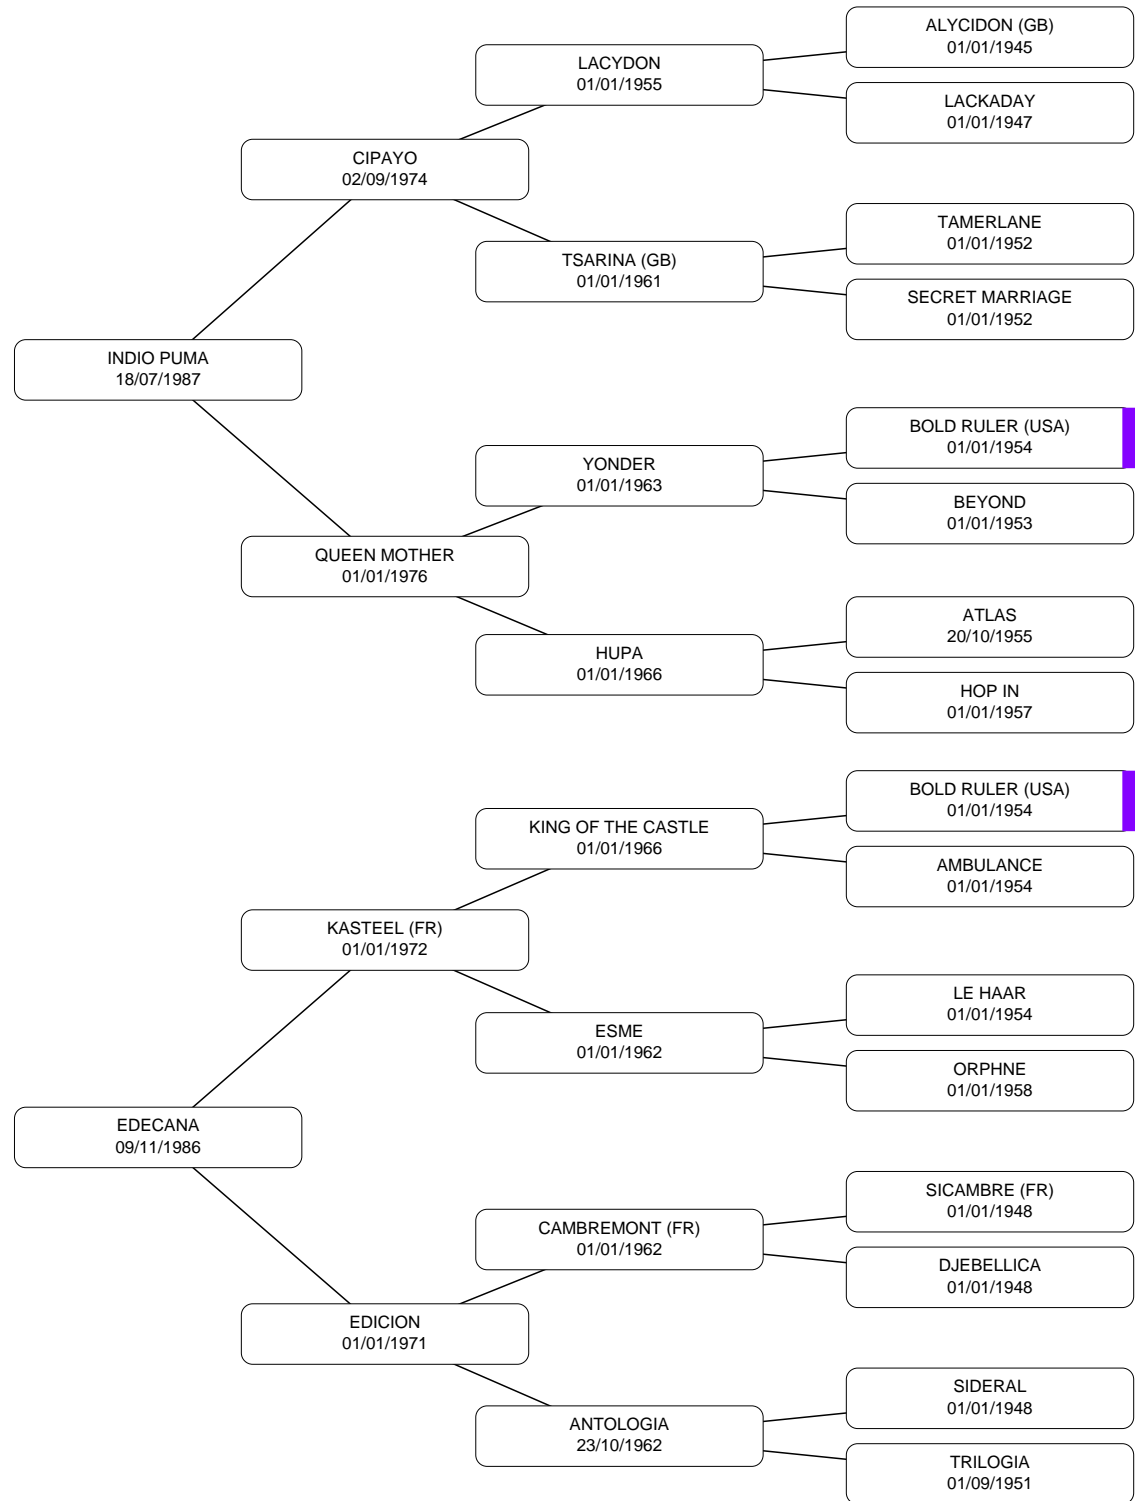 ALYCIDON (GB)
01/01/1945
LACYDON
01/01/1955
LACKADAY
01/01/1947
CIPAYO
02/09/1974
TAMERLANE
01/01/1952
TSARINA (GB)
01/01/1961
SECRET MARRIAGE
01/01/1952
INDIO PUMA
18/07/1987
BOLD RULER (USA)
01/01/1954
YONDER
01/01/1963
BEYOND
01/01/1953
QUEEN MOTHER
01/01/1976
ATLAS
20/10/1955
HUPA
01/01/1966
HOP IN
01/01/1957
BOLD RULER (USA)
01/01/1954
KING OF THE CASTLE
01/01/1966
AMBULANCE
01/01/1954
KASTEEL (FR)
01/01/1972
LE HAAR
01/01/1954
ESME
01/01/1962
ORPHNE
01/01/1958
EDECANA
09/11/1986
SICAMBRE (FR)
01/01/1948
CAMBREMONT (FR)
01/01/1962
DJEBELLICA
01/01/1948
EDICION
01/01/1971
SIDERAL
01/01/1948
ANTOLOGIA
23/10/1962
TRILOGIA
01/09/1951